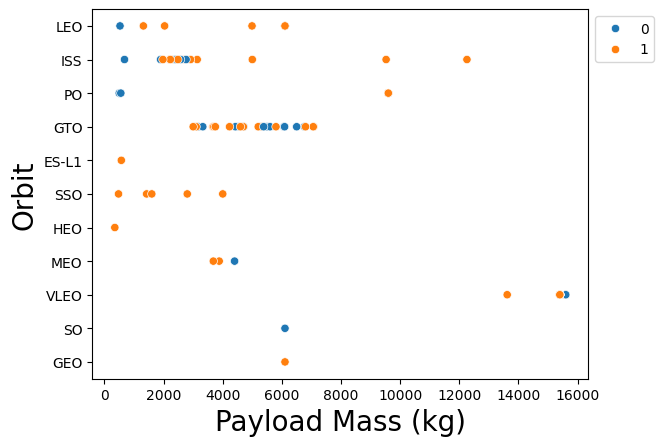 LEO
ISS
PO
GTO
ES-L1
SSO
HEO
MEO
VLEO
SO
GEO
Orbit
0 2000 4000 6000 8000 10000 12000 14000 16000
Payload Mass (kg)
0
1